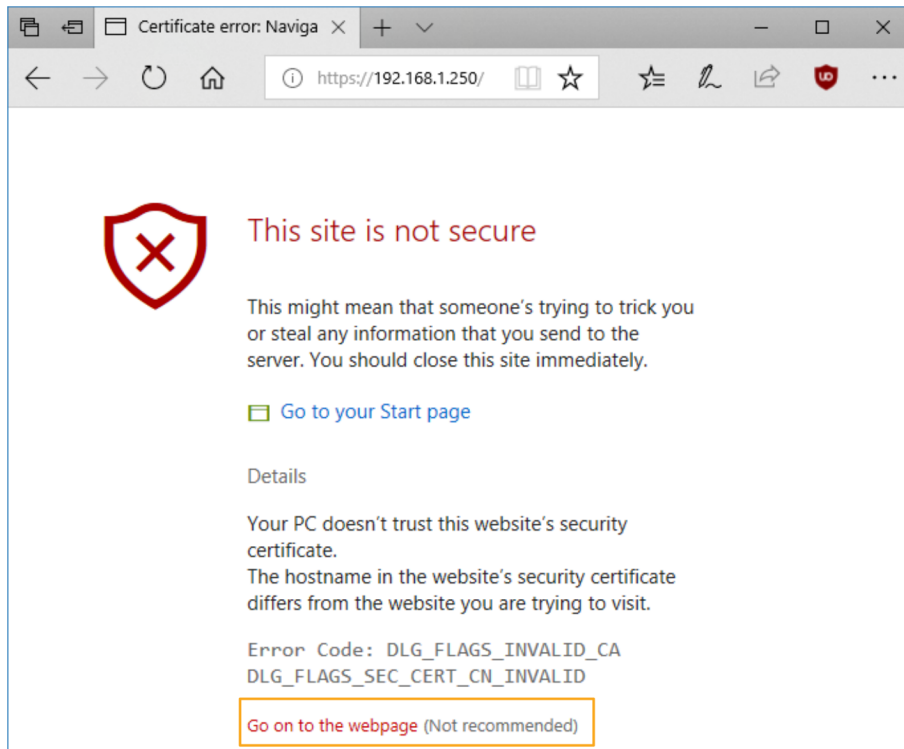 Certificate error: Naviga
https://192.168.1.250/
UO
This site is not secure
This might mean that someone's trying to trick you
or steal any information that you send to the
server. You should close this site immediately.
Go to your Start page
Details
Your PC doesn't trust this website's security
certificate.
The hostname in the website's security certificate
differs from the website you are trying to visit.
Error Code: DLG_FLAGS_INVALID_CA
DLG_FLAGS_SEC_CERT_CN_INVALID
Go on to the webpage (Not recommended)